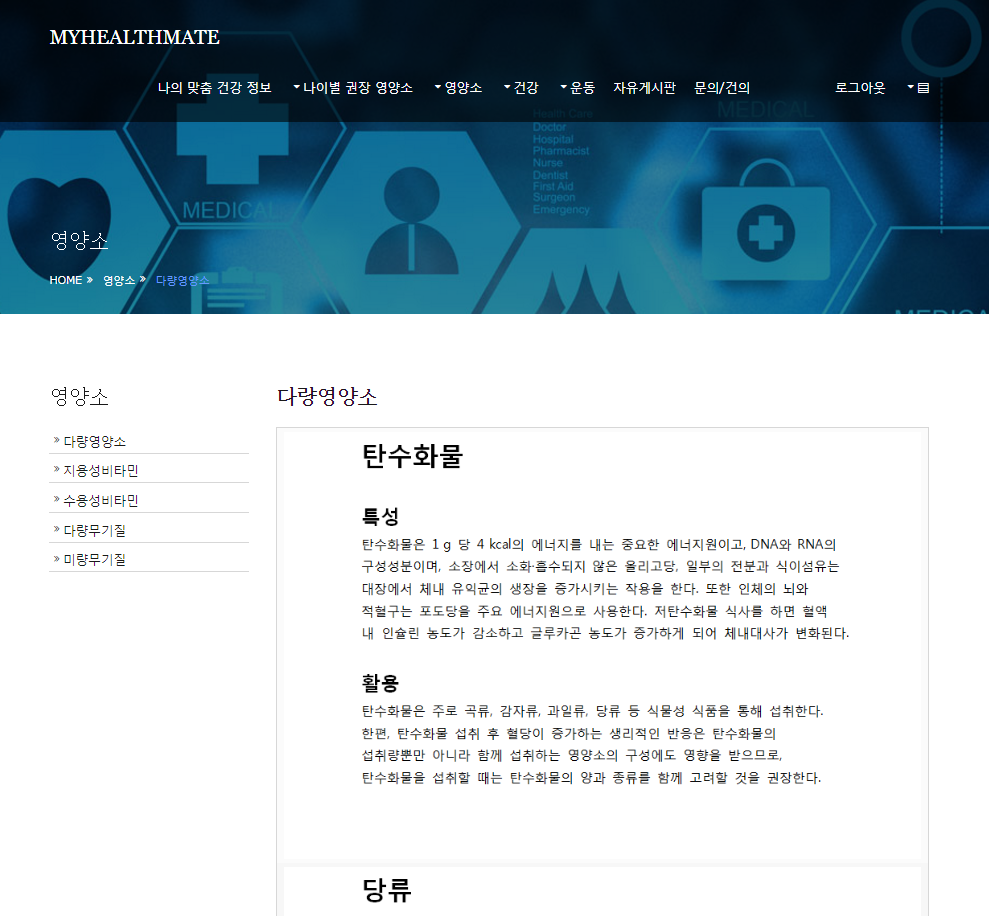 MYHEALTHMATE
나의 맞춤 건강 정보 나이별 권장 영양소 영양소 건강 운동 자유게시판 문의/건의 로그아웃
MEDICAL
Health Care
Doctor
Hospital
Pharmacist
Nurse
Dentist
First Aid
Surgeon
Emergency
MEDICAL
영양소
HOME » 영양소 » 다량영양소
MEDICAL
영양소
» 다량영양소
» 지용성비타민
» 수용성비타민
» 다량무기질
» 미량무기질
다량영양소
탄수화물
특성
탄수화물은 1 g 당 4 kcal의 에너지를 내는 중요한 에너지원이고, DNA와 RNA의
구성성분이며, 소장에서 소화·흡수되지 않은 올리고당, 일부의 전분과 식이섬유는
대장에서 체내 유익균의 생장을 증가시키는 작용을 한다. 또한 인체의 뇌와
적혈구는 포도당을 주요 에너지원으로 사용한다. 저탄수화물 식사를 하면 혈액
내 인슐린 농도가 감소하고 글루카곤 농도가 증가하게 되어 체내대사가 변화된다.
활용
탄수화물은 주로 곡류, 감자류, 과일류, 당류 등 식물성 식품을 통해 섭취한다.
한편, 탄수화물 섭취 후 혈당이 증가하는 생리적인 반응은 탄수화물의
섭취량뿐만 아니라 함께 섭취하는 영양소의 구성에도 영향을 받으므로,
탄수화물을 섭취할 때는 탄수화물의 양과 종류를 함께 고려할 것을 권장한다.
당류